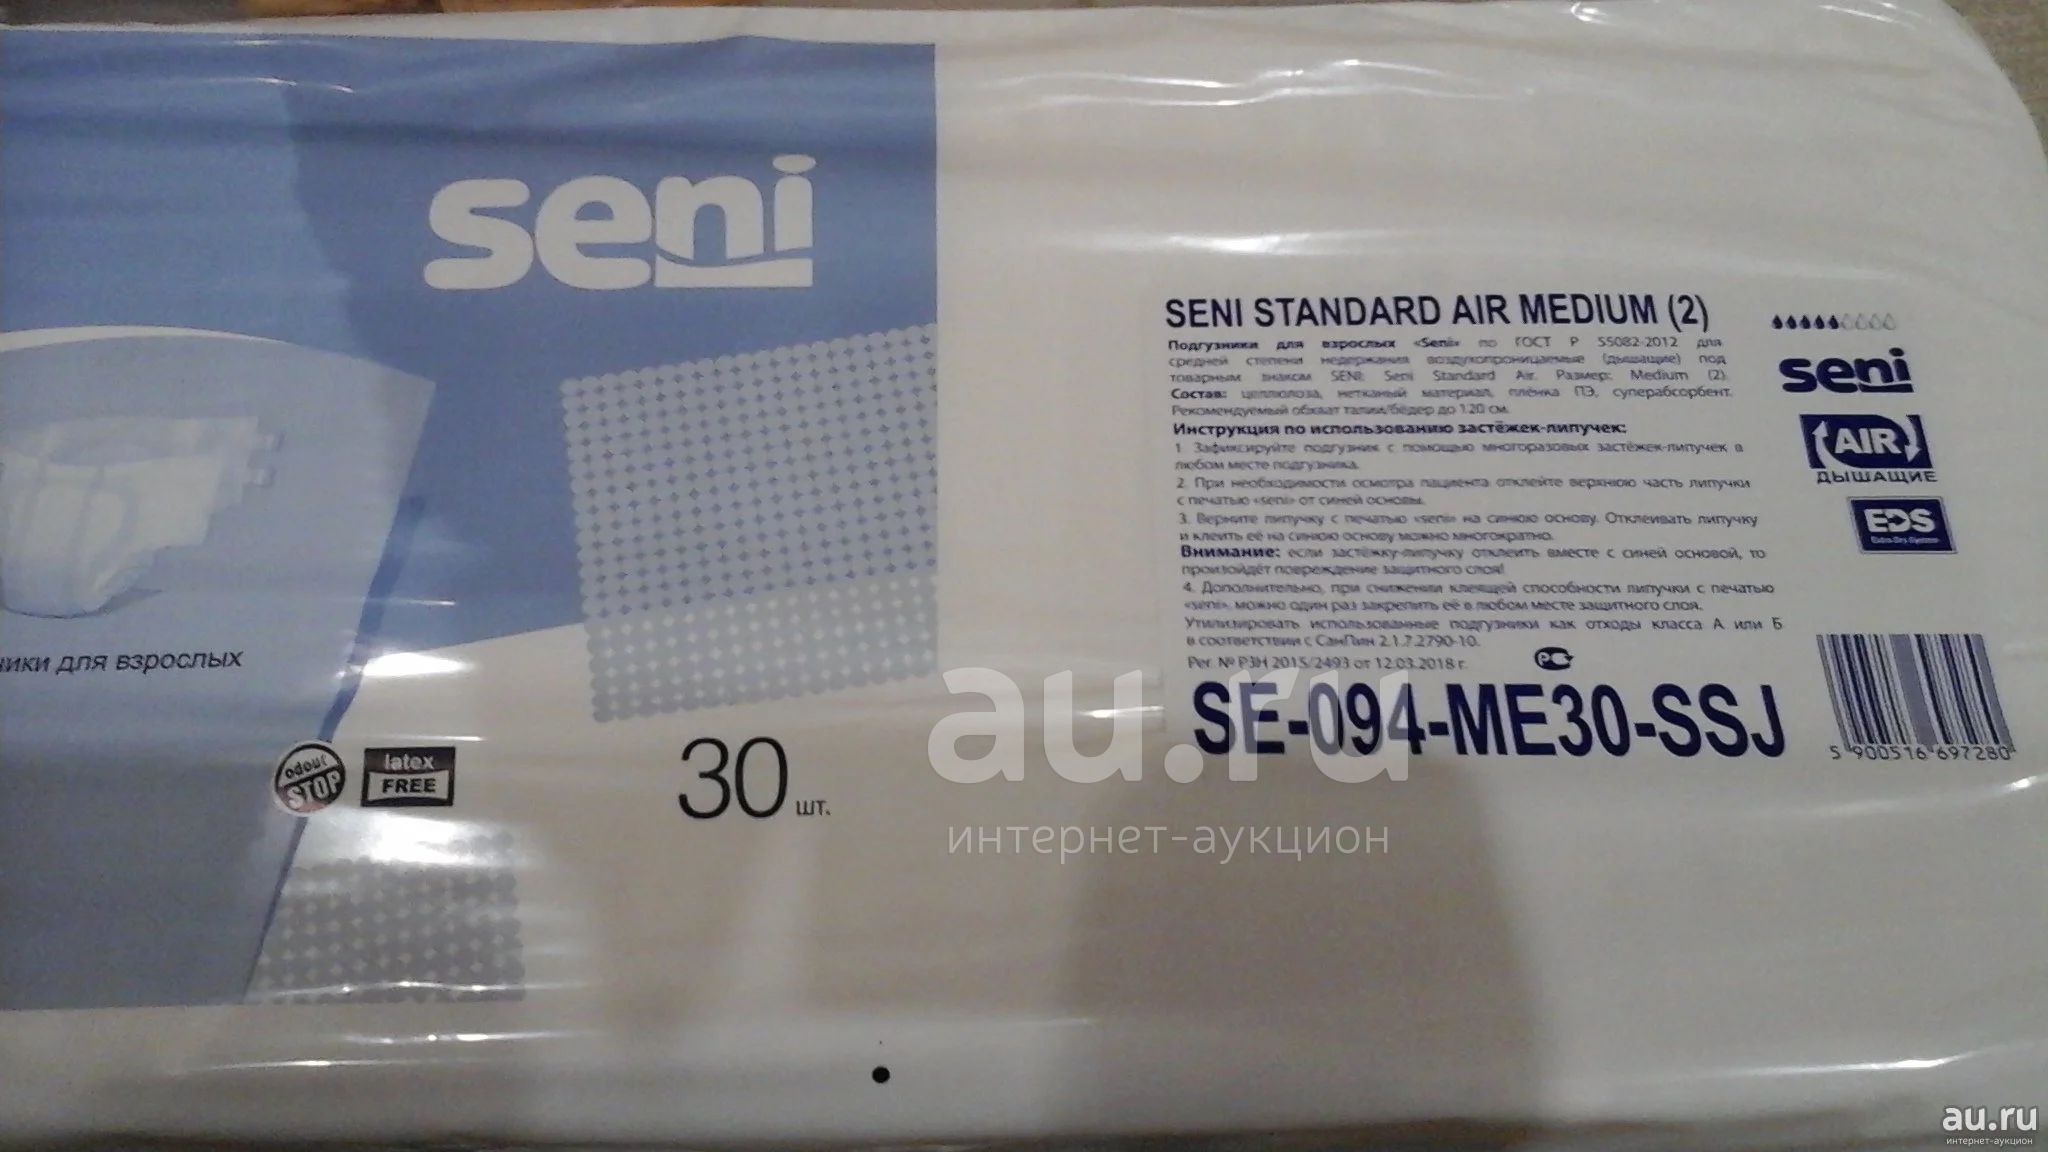 seni
ники для взрослых
odour
STOP
latex
FREE
30 шт.
SENI STANDARD AIR MEDIUM (2)
Подгузники для взрослых «Seni» по ГОСТ Р 55082-2012 для
средней степени недержания воздухопроницаемые (дышащие) под
товарным знаком SENI: Seni Standard Air. Размер: Medium (2).
Состав: целлюлоза, нетканый материал, плёнка ПЭ, суперабсорбент.
Рекомендуемый обхват талии/бёдер до 120 см.
Инструкция по использованию застёжек-липучек:
1. Зафиксируйте подгузник с помощью многоразовых застёжек-липучек в
любом месте подгузника.
2. При необходимости осмотра пациента отклейте верхнюю часть липучки
с печатью «seni» от синей основы.
3. Верните липучку с печатью «seni» на синюю основу. Отклеивать липучку
и клеить её на синюю основу можно многократно.
Внимание: если застёжку-липучку отклеить вместе с синей основой, то
произойдёт повреждение защитного слоя!
4. Дополнительно, при снижении клеящей способности липучки с печатью
«seni», можно один раз закрепить её в любом месте защитного слоя.
Утилизировать использованные подгузники как отходы класса А или Б
в соответствии с СанПин 2.1.7.2790-10.
Рег. № РЗН 2015/2493 от 12.03.2018 г.
SE-094-ME30-SSJ
seni
AIR
ДЫШАЩИЕ
EDS
Extra Dry System
5 900516 697280
au.ru
интернет-аукцион
au.ru
интернет-аукцион